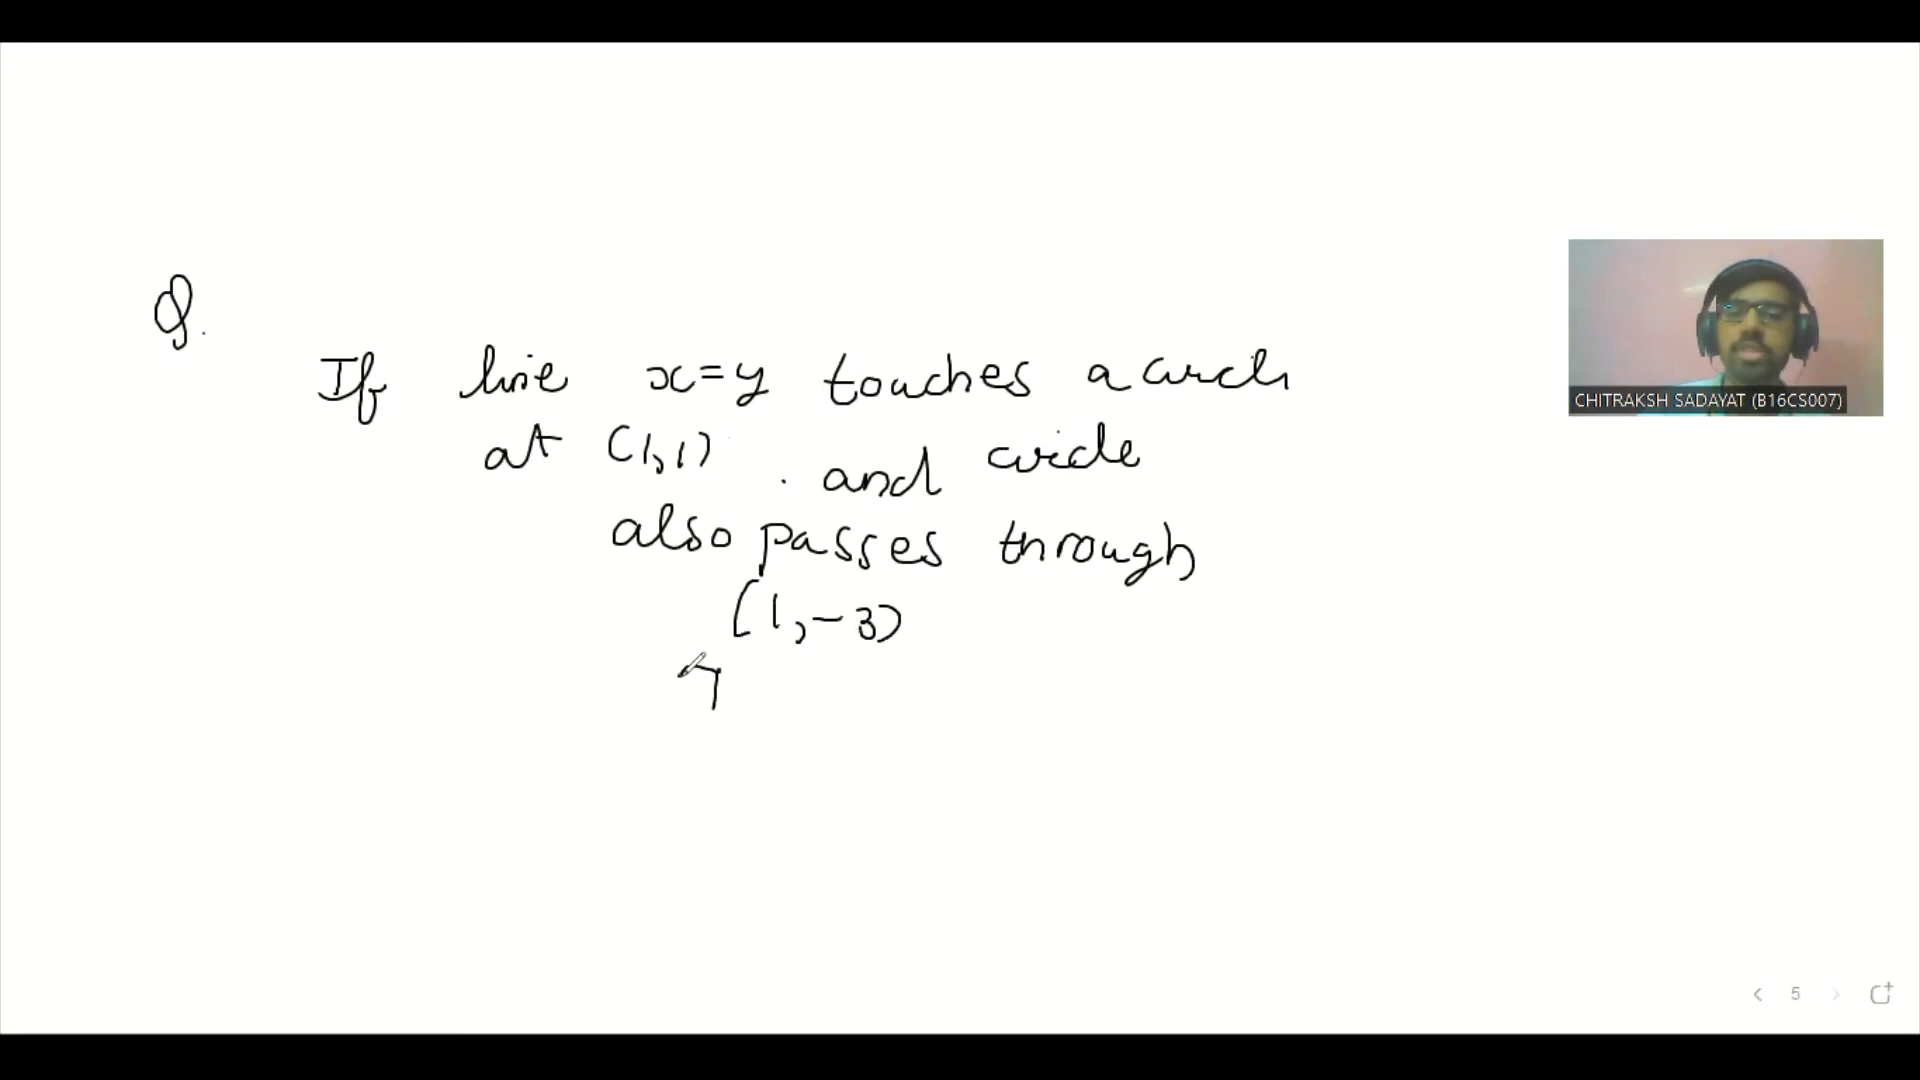 Q.
If line x=y touches a circle
at (1,1) . and circle
also passes through
(1,-3)
CHITRAKSH SADAYAT (B16CS007)
5